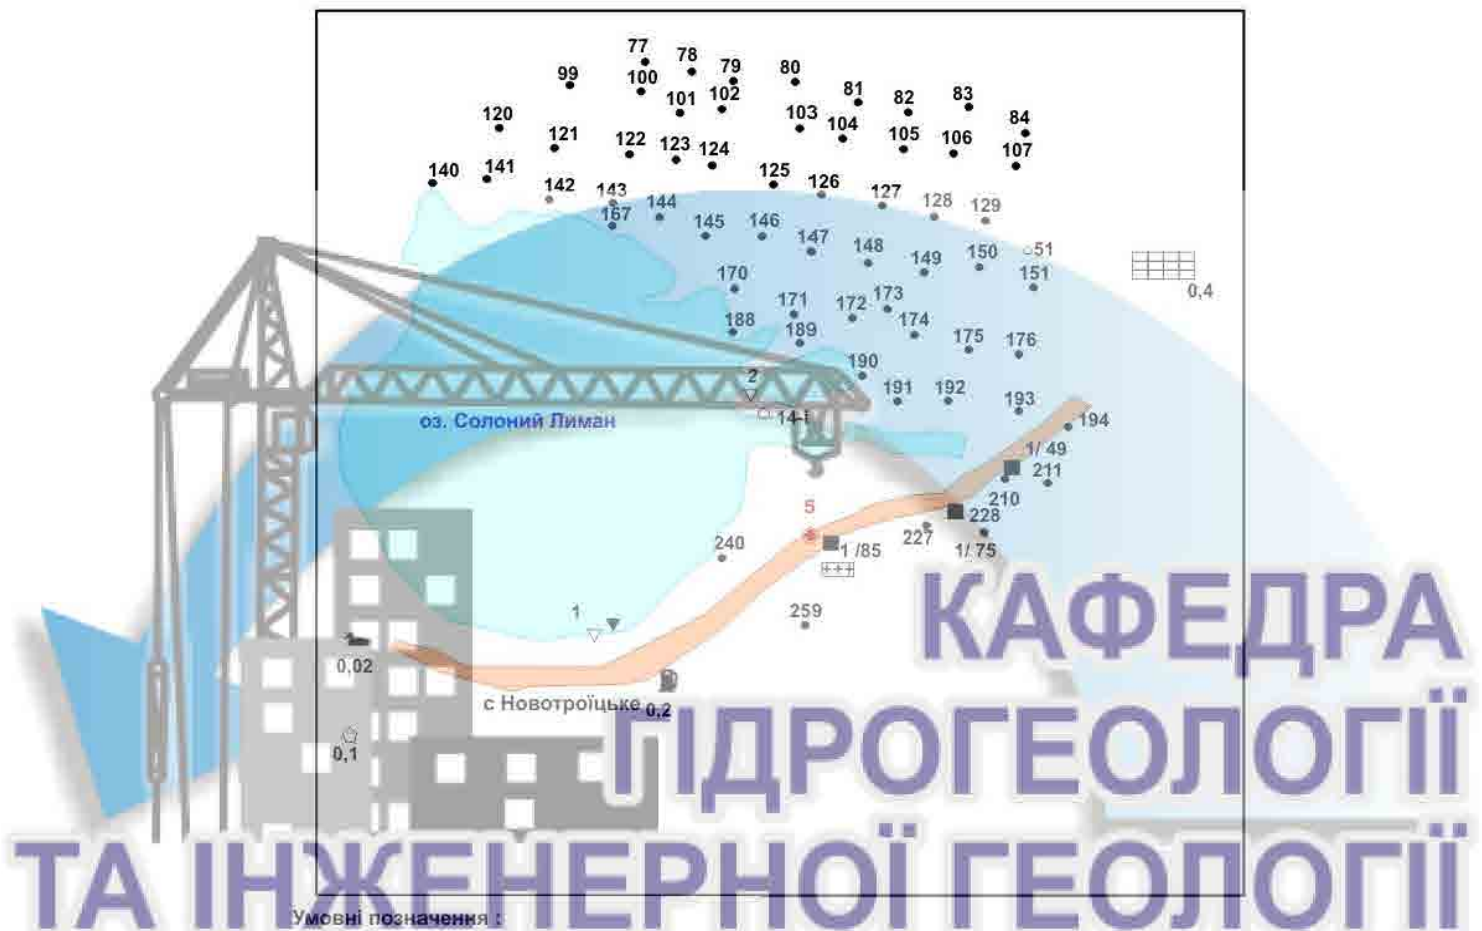 77 78 79 80
99 100 81 82 83
101 102 84
120 103 104
121 122 123 124 105 106 107
140 141 125 126
142 143 144 127 128 129
167 145 146 147 148 149 150 51
170 151 0,4
171 172 173
188 189 174 175 176
2 190
191 192 193
оз. Солоний Лиман 14-і 194
1/ 49
211
210
5 228
240 1 /85 227 1/ 75
1 259
КАФЕДРА
0,02
с Новотроїцьке 0,2
ГІДРОГЕОЛОГІЇ
0,1
ТА ІНЖЕНЕРНОЇ ГЕОЛОГІЇ
Умовні позначення :